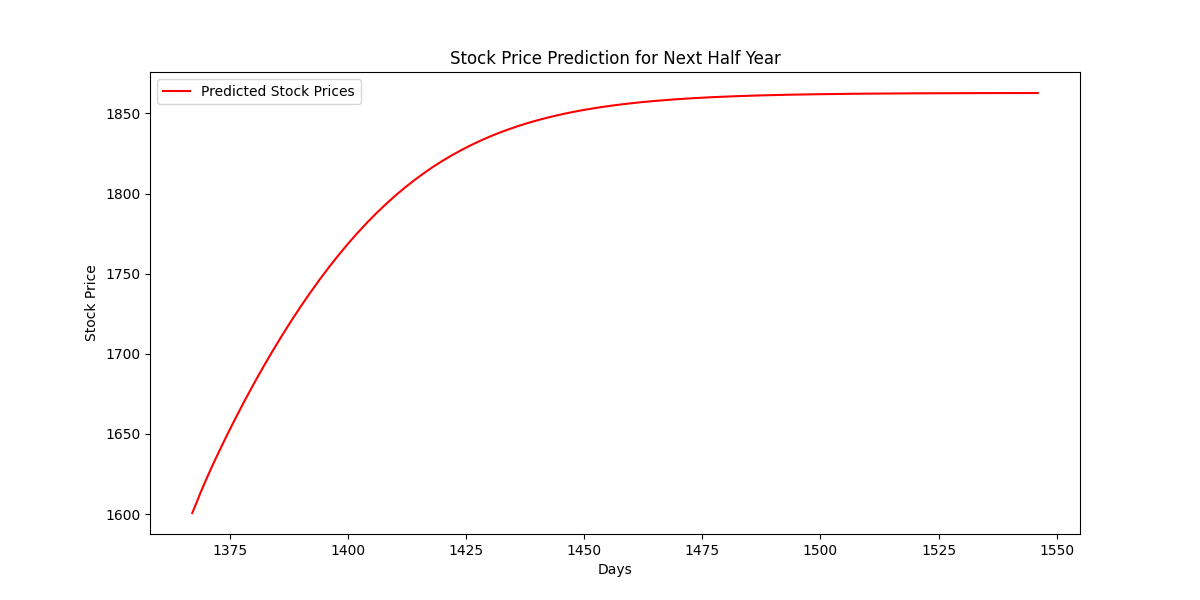 Stock Price Prediction for Next Half Year
Predicted Stock Prices
Stock Price
1850
1800
1750
1700
1650
1600
1375 1400 1425 1450 1475 1500 1525 1550
Days